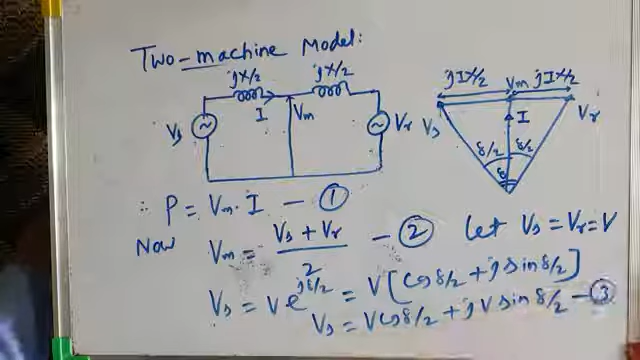 Two-machine Model:
jX/2 jX/2
I Vm
Vs Vr
jIX/2 Vm jIX/2
Vs I Vr
δ/2 δ/2
δ
∴ P = Vm . I — ①
Now Vm = (Vs + Vr)/2 — ② Let Vs = Vr = V
Vs = V e^jδ/2 = V [Cos δ/2 + j Sin δ/2]
Vs = V Cos δ/2 + j V sin δ/2 — ③